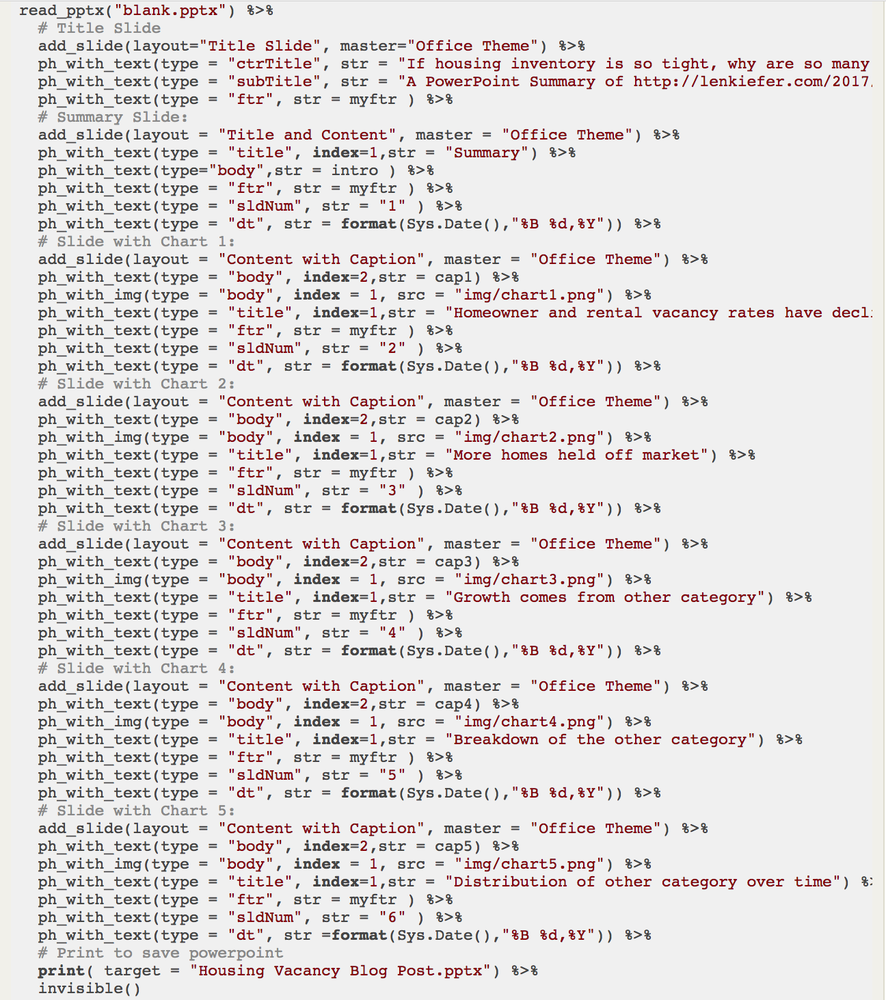 read_pptx("blank.pptx") %>%
  # Title Slide
  add_slide(layout="Title Slide", master="Office Theme") %>%
  ph_with_text(type = "ctrTitle", str = "If housing inventory is so tight, why are so many
  ph_with_text(type = "subTitle", str = "A PowerPoint Summary of http://lenkiefer.com/2017/
  ph_with_text(type = "ftr", str = myftr ) %>%
  # Summary Slide:
  add_slide(layout = "Title and Content", master = "Office Theme") %>%
  ph_with_text(type = "title", index=1,str = "Summary") %>%
  ph_with_text(type="body",str = intro ) %>%
  ph_with_text(type = "ftr", str = myftr ) %>%
  ph_with_text(type = "sldNum", str = "1" ) %>%
  ph_with_text(type = "dt", str = format(Sys.Date(),"%B %d,%Y")) %>%
  # Slide with Chart 1:
  add_slide(layout = "Content with Caption", master = "Office Theme") %>%
  ph_with_text(type = "body", index=2,str = cap1) %>%
  ph_with_img(type = "body", index = 1, src = "img/chart1.png") %>%
  ph_with_text(type = "title", index=1,str = "Homeowner and rental vacancy rates have decli
  ph_with_text(type = "ftr", str = myftr ) %>%
  ph_with_text(type = "sldNum", str = "2" ) %>%
  ph_with_text(type = "dt", str = format(Sys.Date(),"%B %d,%Y")) %>%
  # Slide with Chart 2:
  add_slide(layout = "Content with Caption", master = "Office Theme") %>%
  ph_with_text(type = "body", index=2,str = cap2) %>%
  ph_with_img(type = "body", index = 1, src = "img/chart2.png") %>%
  ph_with_text(type = "title", index=1,str = "More homes held off market") %>%
  ph_with_text(type = "ftr", str = myftr ) %>%
  ph_with_text(type = "sldNum", str = "3" ) %>%
  ph_with_text(type = "dt", str = format(Sys.Date(),"%B %d,%Y")) %>%
  # Slide with Chart 3:
  add_slide(layout = "Content with Caption", master = "Office Theme") %>%
  ph_with_text(type = "body", index=2,str = cap3) %>%
  ph_with_img(type = "body", index = 1, src = "img/chart3.png") %>%
  ph_with_text(type = "title", index=1,str = "Growth comes from other category") %>%
  ph_with_text(type = "ftr", str = myftr ) %>%
  ph_with_text(type = "sldNum", str = "4" ) %>%
  ph_with_text(type = "dt", str = format(Sys.Date(),"%B %d,%Y")) %>%
  # Slide with Chart 4:
  add_slide(layout = "Content with Caption", master = "Office Theme") %>%
  ph_with_text(type = "body", index=2,str = cap4) %>%
  ph_with_img(type = "body", index = 1, src = "img/chart4.png") %>%
  ph_with_text(type = "title", index=1,str = "Breakdown of the other category") %>%
  ph_with_text(type = "ftr", str = myftr ) %>%
  ph_with_text(type = "sldNum", str = "5" ) %>%
  ph_with_text(type = "dt", str = format(Sys.Date(),"%B %d,%Y")) %>%
  # Slide with Chart 5:
  add_slide(layout = "Content with Caption", master = "Office Theme") %>%
  ph_with_text(type = "body", index=2,str = cap5) %>%
  ph_with_img(type = "body", index = 1, src = "img/chart5.png") %>%
  ph_with_text(type = "title", index=1,str = "Distribution of other category over time") %>
  ph_with_text(type = "ftr", str = myftr ) %>%
  ph_with_text(type = "sldNum", str = "6" ) %>%
  ph_with_text(type = "dt", str =format(Sys.Date(),"%B %d,%Y")) %>%
  # Print to save powerpoint
  print( target = "Housing Vacancy Blog Post.pptx") %>%
  invisible()